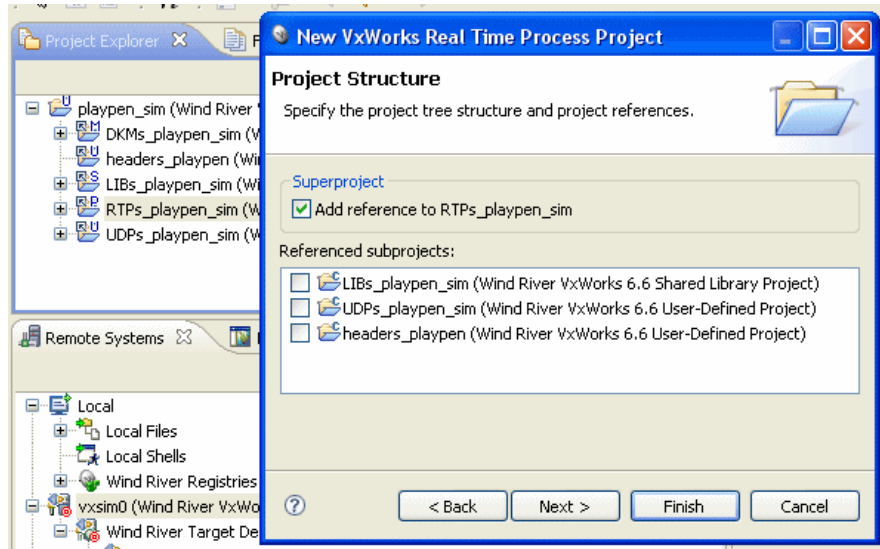 Project Explorer
playpen_sim (Wind River
DKMs_playpen_sim (
headers_playpen (
LIBs_playpen_sim (
RTPs_playpen_sim (
UDPs_playpen_sim (
Remote Systems
Local
Local Files
Local Shells
Wind River Registries
vxsim0 (Wind River VxWo
Wind River Target De
New VxWorks Real Time Process Project
Project Structure
Specify the project tree structure and project references.
Superproject
Add reference to RTPs_playpen_sim
Referenced subprojects:
LIBs_playpen_sim (Wind River VxWorks 6.6 Shared Library Project)
UDPs_playpen_sim (Wind River VxWorks 6.6 User-Defined Project)
headers_playpen (Wind River VxWorks 6.6 User-Defined Project)
< Back
Next >
Finish
Cancel